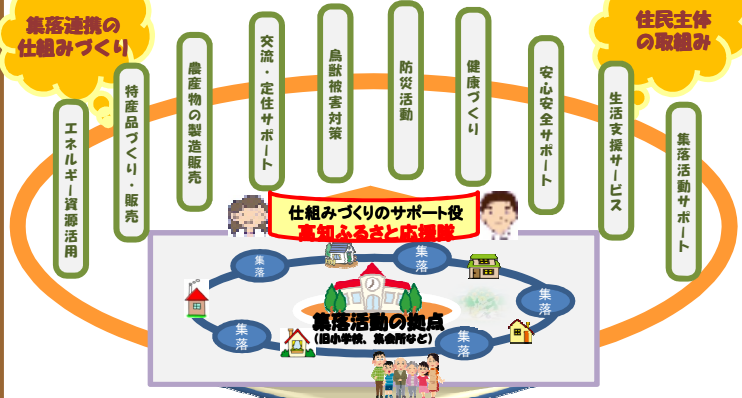 集落連携の
仕組みづくり
住民主体
の取組み
エネルギー資源活用
特産品づくり・販売
農産物の製造販売
交流・定住サポート
鳥獣被害対策
防災活動
健康づくり
安心安全サポート
生活支援サービス
集落活動サポート
仕組みづくりのサポート役
高知ふるさと応援隊
集落
集落
集落
集落
集落
集落活動の拠点
(旧小学校、集会所など)